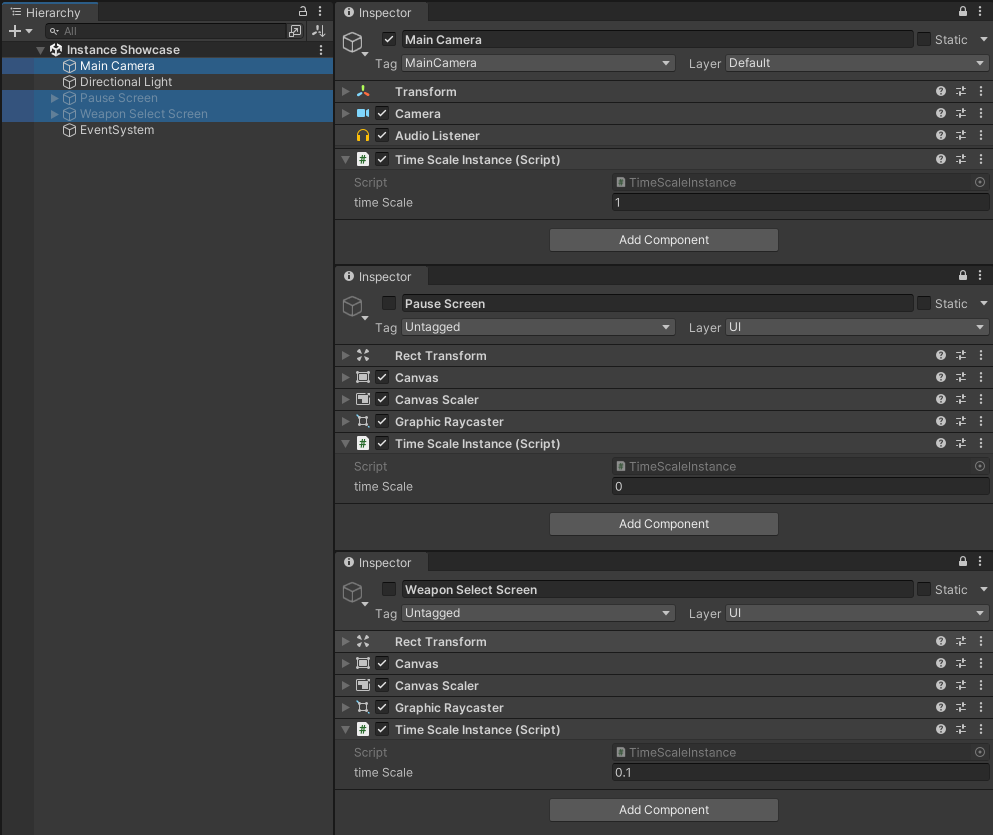 Hierarchy
All
Instance Showcase
Main Camera
Directional Light
Pause Screen
Weapon Select Screen
EventSystem
Inspector
Main Camera Static
Tag MainCamera Layer Default
Transform
Camera
Audio Listener
# Time Scale Instance (Script)
Script # TimeScaleInstance
time Scale 1
Add Component
Inspector
Pause Screen Static
Tag Untagged Layer UI
Rect Transform
Canvas
Canvas Scaler
Graphic Raycaster
# Time Scale Instance (Script)
Script # TimeScaleInstance
time Scale 0
Add Component
Inspector
Weapon Select Screen Static
Tag Untagged Layer UI
Rect Transform
Canvas
Canvas Scaler
Graphic Raycaster
# Time Scale Instance (Script)
Script # TimeScaleInstance
time Scale 0.1
Add Component